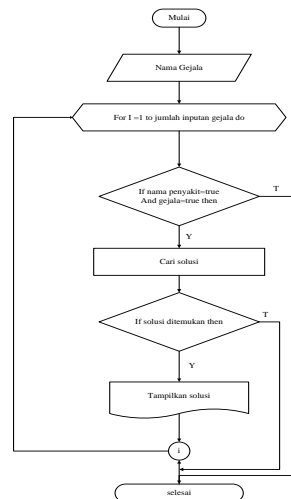 Mulai
Nama Gejala
For I =1 to jumlah inputan gejala do
If nama penyakit=true
And gejala=true then
T
Y
Cari solusi
If solusi ditemukan then
T
Y
Tampilkan solusi
i
selesai